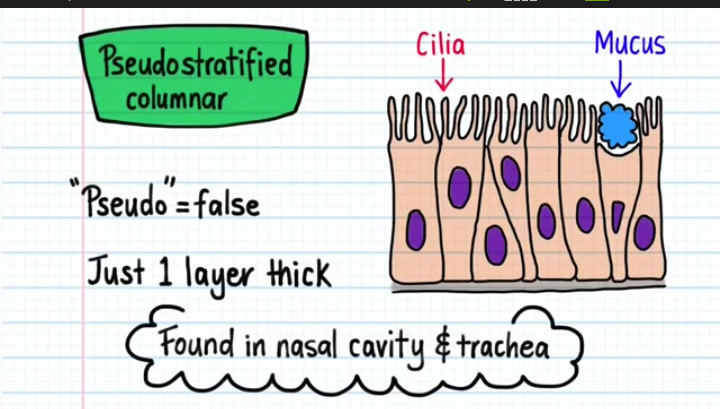 Pseudostratified
columnar
Cilia
Mucus
"Pseudo"=false
Just 1 layer thick
Found in nasal cavity & trachea